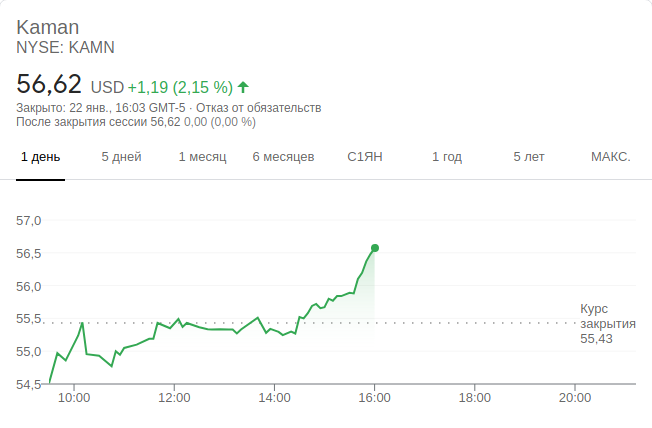 Kaman
NYSE: KAMN
56,62 USD +1,19 (2,15 %)
Закрыто: 22 янв., 16:03 GMT-5 · Отказ от обязательств
После закрытия сессии 56,62 0,00 (0,00 %)
1 день 5 дней 1 месяц 6 месяцев С1ЯН 1 год 5 лет МАКС.
57,0
56,5
56,0
55,5
55,0
54,5
Курс
закрытия
55,43
10:00 12:00 14:00 16:00 18:00 20:00